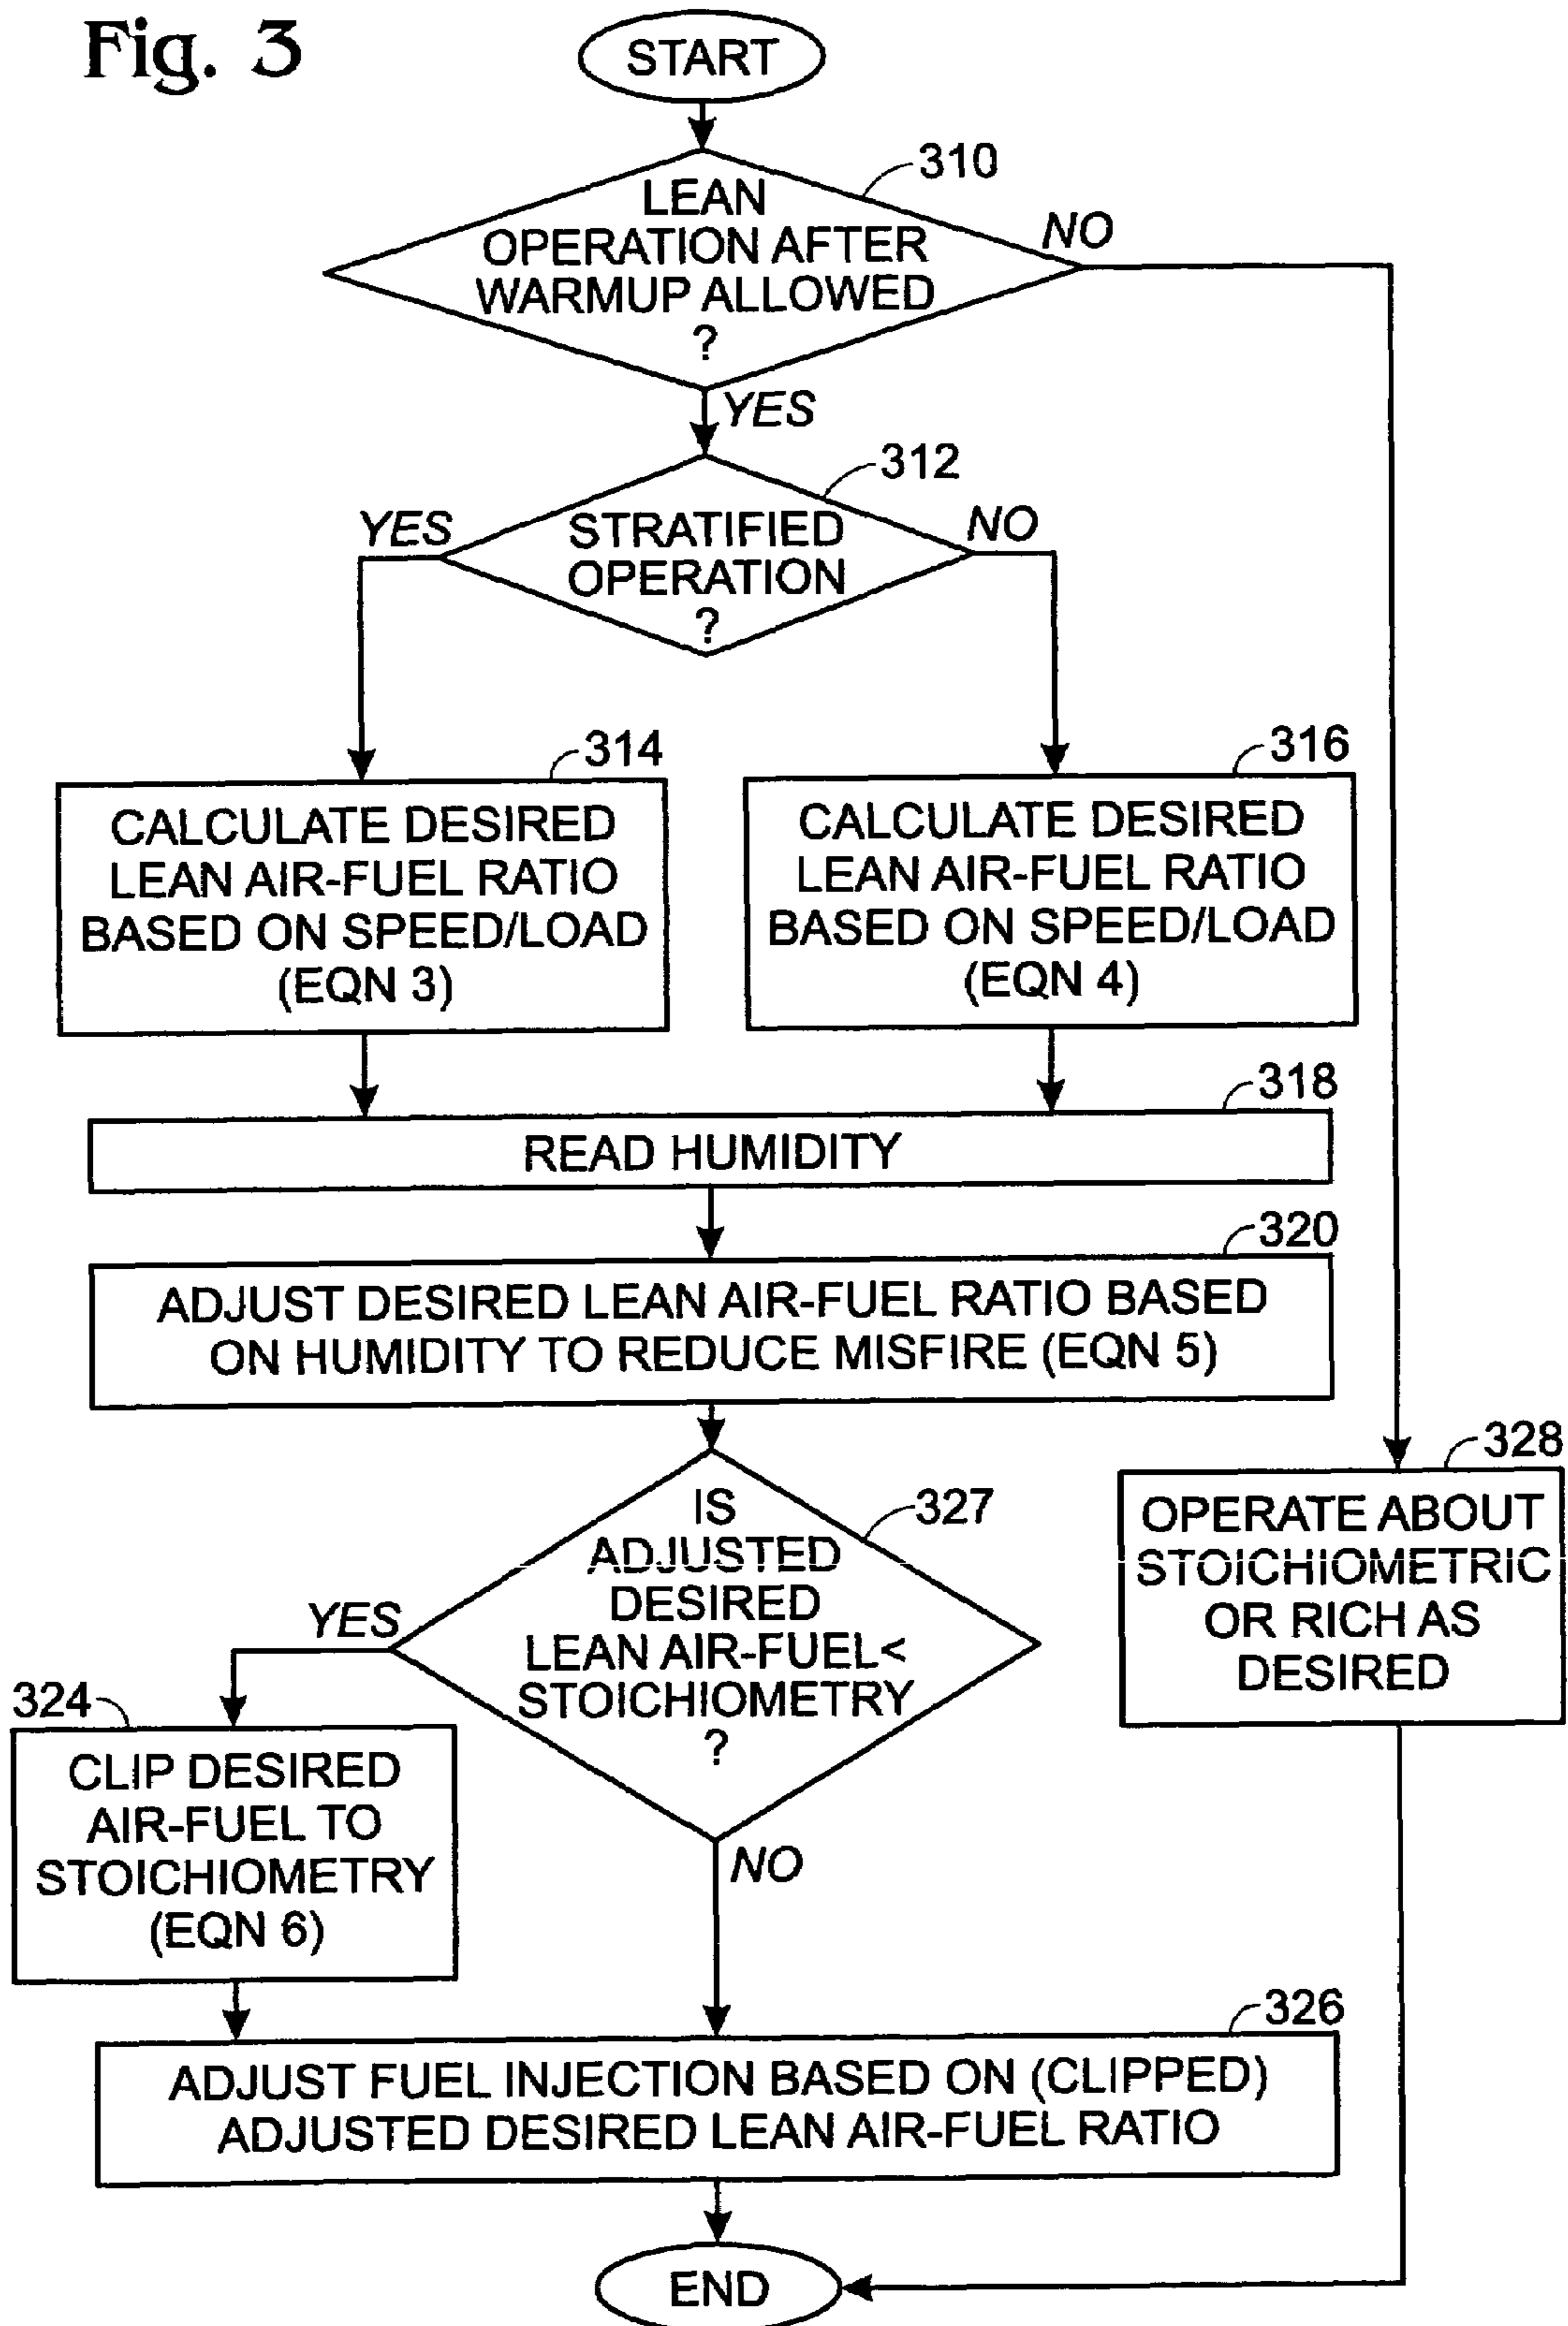 Fig. 3
START
310
LEAN
OPERATION AFTER
WARMUP ALLOWED
?
NO
YES
312
STRATIFIED
OPERATION
?
YES
NO
314
CALCULATE DESIRED
LEAN AIR-FUEL RATIO
BASED ON SPEED/LOAD
(EQN 3)
316
CALCULATE DESIRED
LEAN AIR-FUEL RATIO
BASED ON SPEED/LOAD
(EQN 4)
318
READ HUMIDITY
320
ADJUST DESIRED LEAN AIR-FUEL RATIO BASED
ON HUMIDITY TO REDUCE MISFIRE (EQN 5)
327
IS
ADJUSTED
DESIRED
LEAN AIR-FUEL<
STOICHIOMETRY
?
YES
NO
328
OPERATE ABOUT
STOICHIOMETRIC
OR RICH AS
DESIRED
324
CLIP DESIRED
AIR-FUEL TO
STOICHIOMETRY
(EQN 6)
326
ADJUST FUEL INJECTION BASED ON (CLIPPED)
ADJUSTED DESIRED LEAN AIR-FUEL RATIO
END